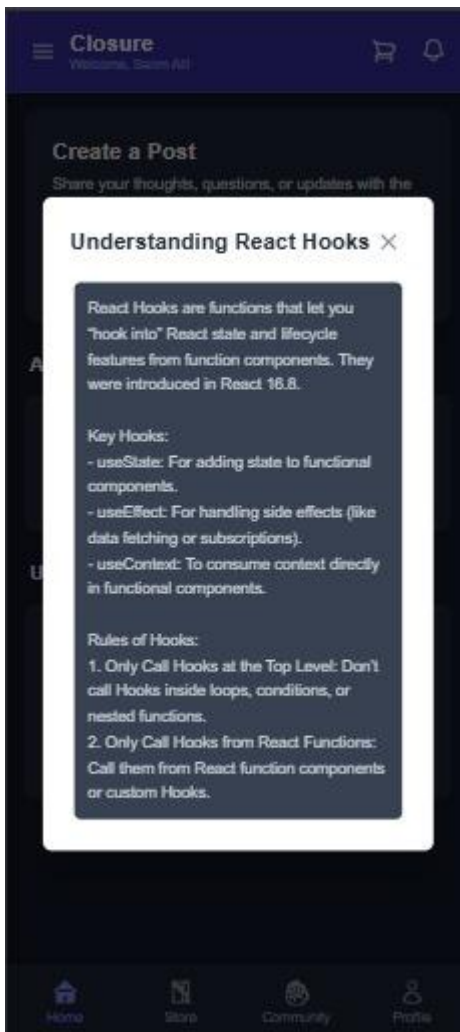 Closure
Create a Post
Share your thoughts, questions, or updates with the
Understanding React Hooks
React Hooks are functions that let you
"hook into" React state and lifecycle
features from function components. They
were introduced in React 16.8.
Key Hooks:
- useState: For adding state to functional
components.
- useEffect: For handling side effects (like
data fetching or subscriptions).
- useContext: To consume context directly
in functional components.
Rules of Hooks:
1. Only Call Hooks at the Top Level: Don't
call Hooks inside loops, conditions, or
nested functions.
2. Only Call Hooks from React Functions:
Call them from React function components
or custom Hooks.
A
U
Home Store Community Profile